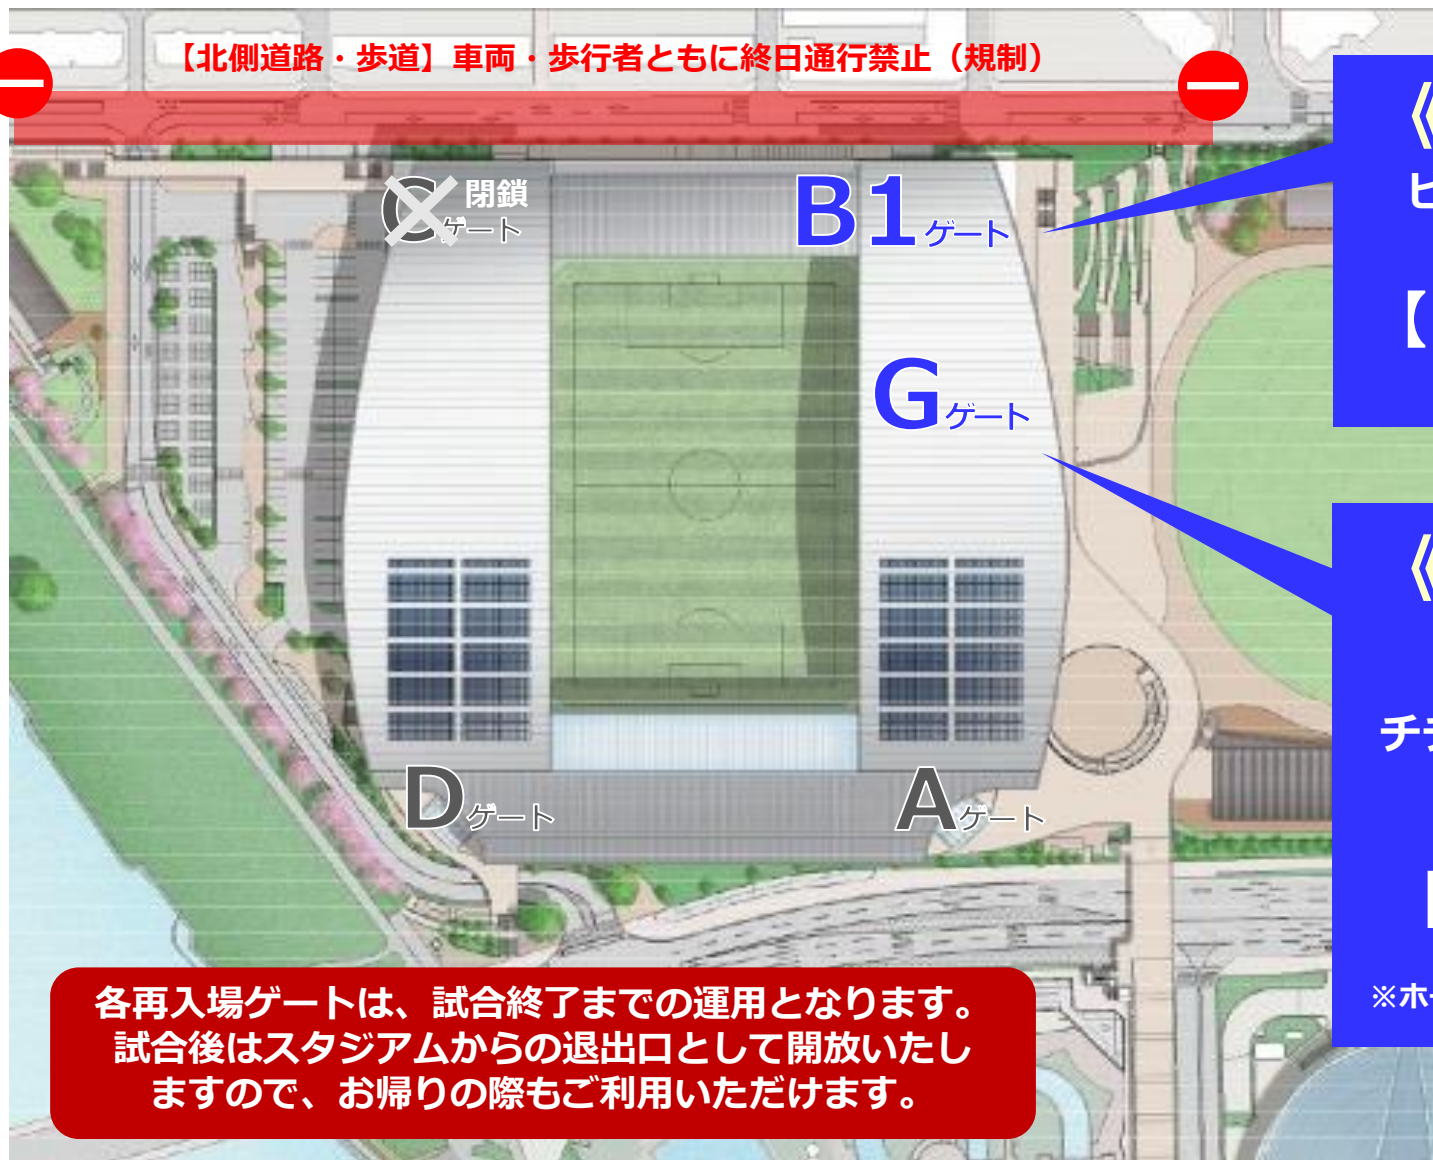 【北側道路・歩道】車両・歩行者ともに終日通行禁止（規制）
C
閉鎖
ゲート
B1ゲート
《
ピ
【
Gゲート
《
チラ
Dゲート
Aゲート
※ホー
各再入場ゲートは、試合終了までの運用となります。
試合後はスタジアムからの退出口として開放いたし
ますので、お帰りの際もご利用いただけます。